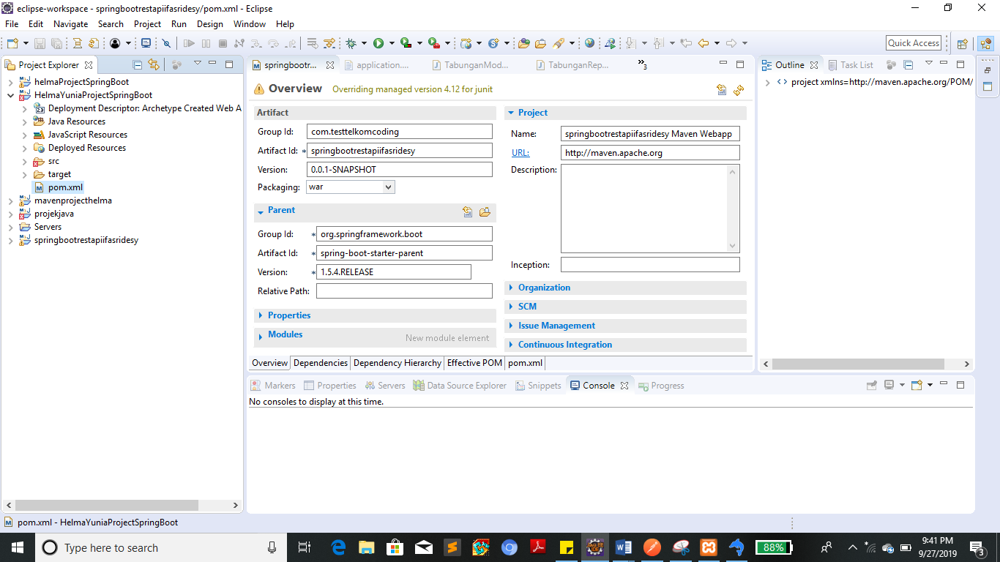 eclipse-workspace - springbootrestapiifasridesy/pom.xml - Eclipse
File Edit Navigate Search Project Run Design Window Help
Quick Access
Project Explorer
helmaProjectSpringBoot
HelmaYuniaProjectSpringBoot
Deployment Descriptor: Archetype Created Web A
Java Resources
JavaScript Resources
Deployed Resources
src
target
pom.xml
mavenprojecthelma
projekjava
Servers
springbootrestapiifasridesy
springbootr... application.... TabunganMod... TabunganRep... »3
Overview Overriding managed version 4.12 for junit
Artifact
Group Id: com.testtelkomcoding
Artifact Id: * springbootrestapiifasridesy
Version: 0.0.1-SNAPSHOT
Packaging: war
Parent
Group Id: * org.springframework.boot
Artifact Id: * spring-boot-starter-parent
Version: * 1.5.4.RELEASE
Relative Path:
Properties
Modules New module element
Project
Name: springbootrestapiifasridesy Maven Webapp
URL: http://maven.apache.org
Description:
Inception:
Organization
SCM
Issue Management
Continuous Integration
Overview Dependencies Dependency Hierarchy Effective POM pom.xml
Outline Task List
project xmlns=http://maven.apache.org/POM/
Markers Properties Servers Data Source Explorer Snippets Console Progress
No consoles to display at this time.
pom.xml - HelmaYuniaProjectSpringBoot
Type here to search
88%
9:41 PM
9/27/2019
3